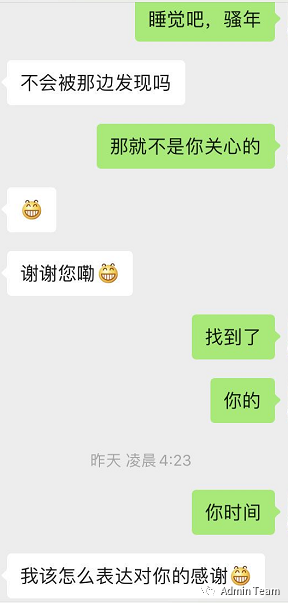 睡觉吧，骚年
不会被那边发现吗
那就不是你关心的
谢谢您嘞
找到了
你的
昨天 凌晨 4:23
你时间
我该怎么表达对你的感谢
Admin Team